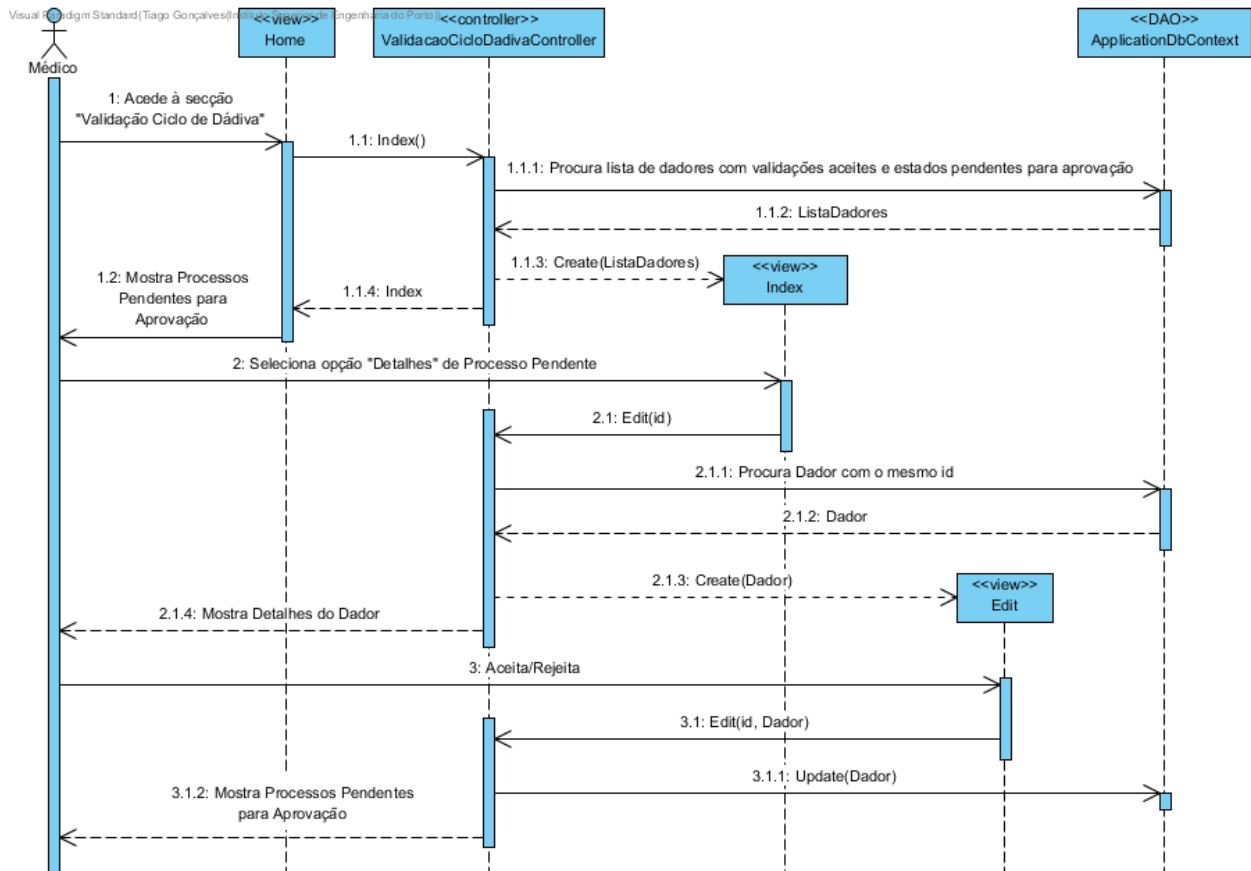 Visual Paradigm Standard(Tiago Gonçalves(Instituto Superior de Engenharia do Porto))
Médico
<<view>>
Home
<<controller>>
ValidacaoCicloDadivaController
<<DAO>>
ApplicationDbContext
1: Acede à secção
"Validação Ciclo de Dádiva"
1.1: Index()
1.1.1: Procura lista de dadores com validações aceites e estados pendentes para aprovação
1.1.2: ListaDadores
1.1.3: Create(ListaDadores)
<<view>>
Index
1.1.4: Index
1.2: Mostra Processos
Pendentes para
Aprovação
2: Seleciona opção "Detalhes" de Processo Pendente
2.1: Edit(id)
2.1.1: Procura Dador com o mesmo id
2.1.2: Dador
2.1.3: Create(Dador)
<<view>>
Edit
2.1.4: Mostra Detalhes do Dador
3: Aceita/Rejeita
3.1: Edit(id, Dador)
3.1.1: Update(Dador)
3.1.2: Mostra Processos Pendentes
para Aprovação